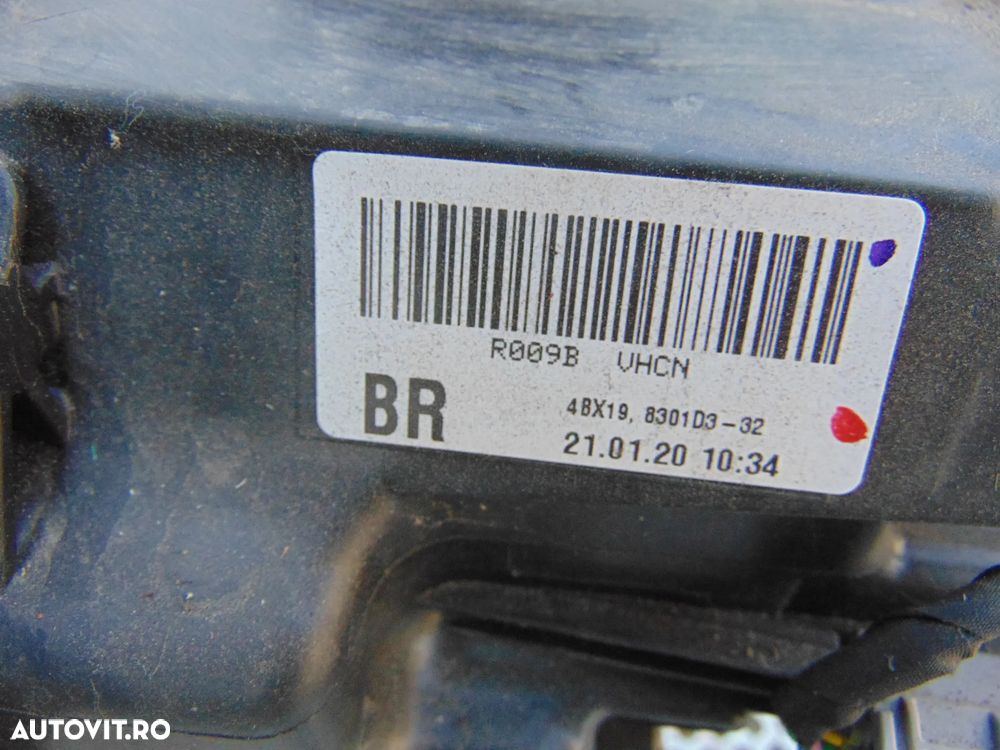 R009B VHCN
BR
4BX19, 8301D3-32
21.01.20 10:34
AUTOVIT.RO